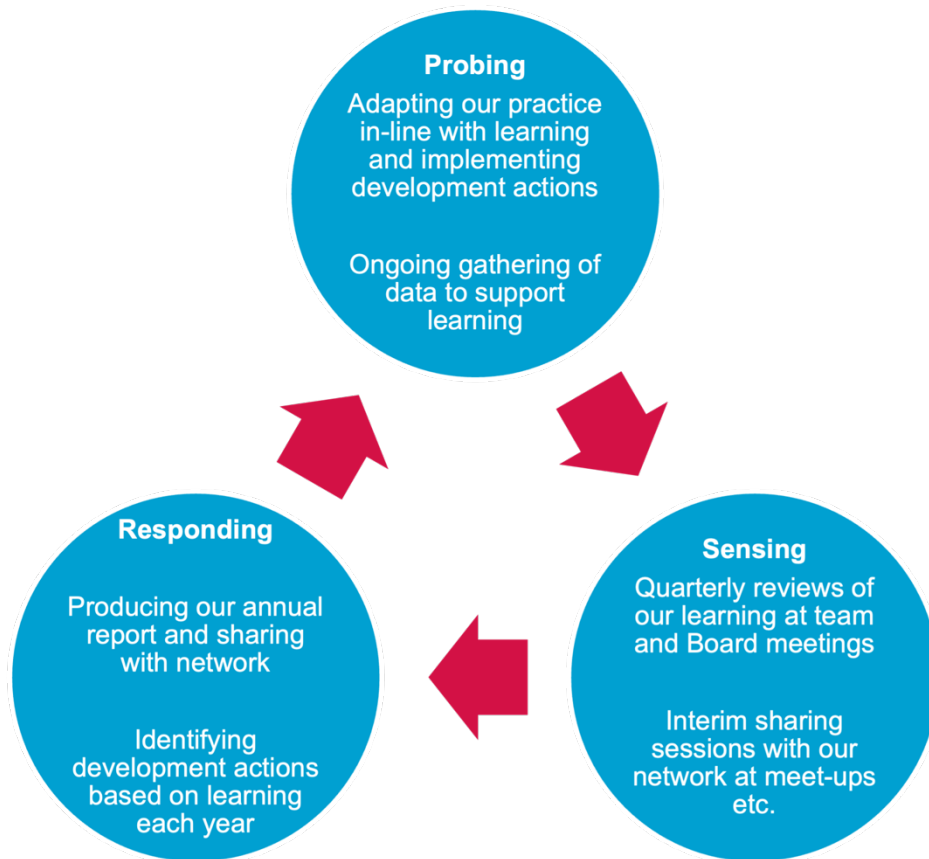 Probing
Adapting our practice
in-line with learning
and implementing
development actions
Ongoing gathering of
data to support
learning
Responding
Producing our annual
report and sharing
with network
Identifying
development actions
based on learning
each year
Sensing
Quarterly reviews of
our learning at team
and Board meetings
Interim sharing
sessions with our
network at meet-ups
etc.